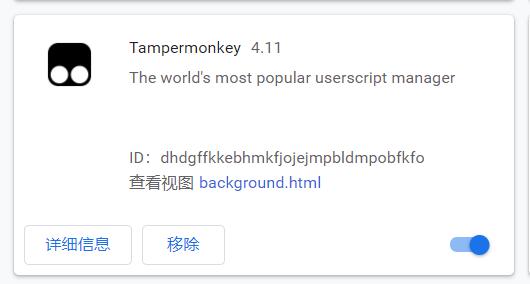 Tampermonkey 4.11
The world's most popular userscript manager
ID：dhdgffkkebhmkfjojejmpbldmpobfkfo
查看视图 background.html
详细信息 移除